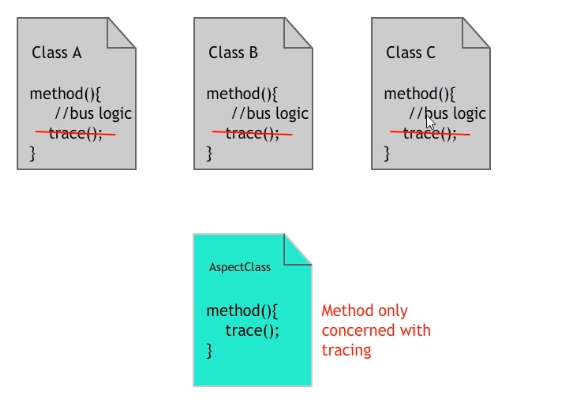 Class A
method(){
//bus logic
trace();
}
Class B
method(){
//bus logic
trace();
}
Class C
method(){
//bus logic
trace();
}
AspectClass
method(){
trace();
}
Method only
concerned with
tracing